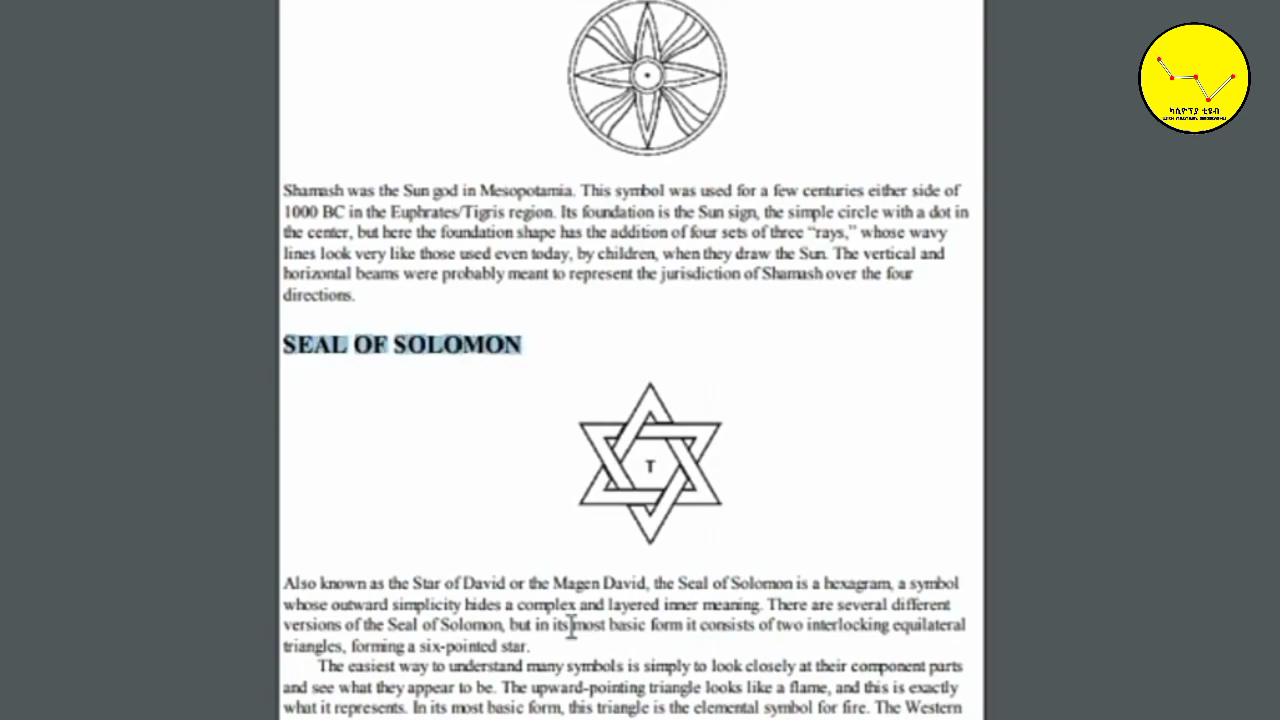 ካሲዮፕያ ቲዩብ
Shamash was the Sun god in Mesopotamia. This symbol was used for a few centuries either side of
1000 BC in the Euphrates/Tigris region. Its foundation is the Sun sign, the simple circle with a dot in
the center, but here the foundation shape has the addition of four sets of three “rays,” whose wavy
lines look very like those used even today, by children, when they draw the Sun. The vertical and
horizontal beams were probably meant to represent the jurisdiction of Shamash over the four
directions.
SEAL OF SOLOMON
T
Also known as the Star of David or the Magen David, the Seal of Solomon is a hexagram, a symbol
whose outward simplicity hides a complex and layered inner meaning. There are several different
versions of the Seal of Solomon, but in its most basic form it consists of two interlocking equilateral
triangles, forming a six-pointed star.
The easiest way to understand many symbols is simply to look closely at their component parts
and see what they appear to be. The upward-pointing triangle looks like a flame, and this is exactly
what it represents. In its most basic form, this triangle is the elemental symbol for fire. The Western